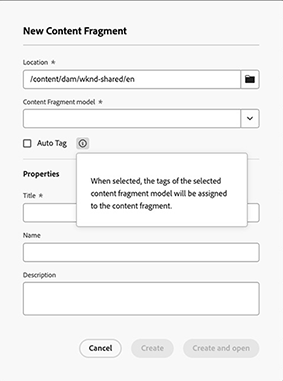 New Content Fragment
Location *
/content/dam/wknd-shared/en
Content Fragment model *
Auto Tag
When selected, the tags of the selected
content fragment model will be assigned
to the content fragment.
Properties
Title *
Name
Description
Cancel
Create
Create and open